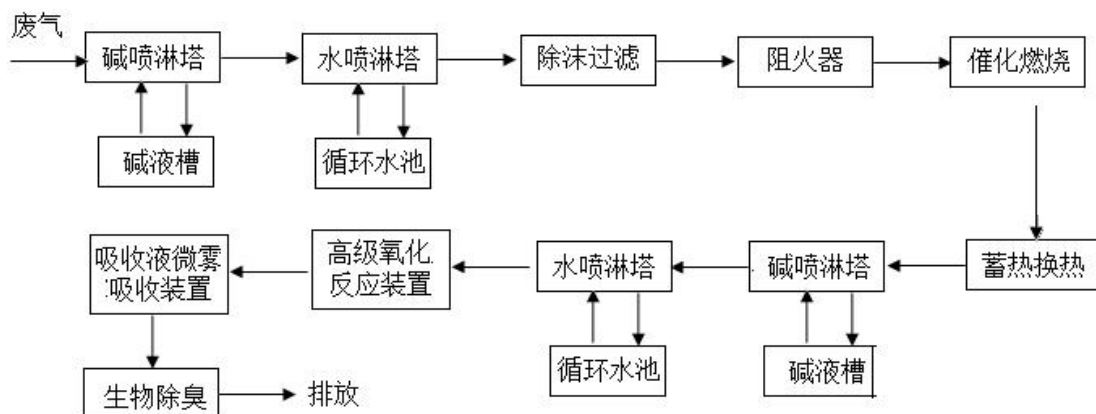 废气
碱喷淋塔
水喷淋塔
除沫过滤
阻火器
催化燃烧
碱液槽
循环水池
吸收液微雾
吸收装置
高级氧化
反应装置
水喷淋塔
碱喷淋塔
蓄热换热
循环水池
碱液槽
生物除臭
排放